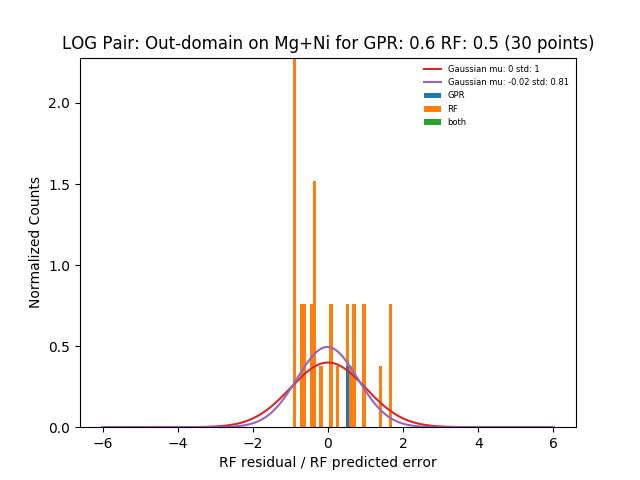 LOG Pair: Out-domain on Mg+Ni for GPR: 0.6 RF: 0.5 (30 points)
Gaussian mu: 0 std: 1
Gaussian mu: -0.02 std: 0.81
GPR
RF
both
Normalized Counts
2.0
1.5
1.0
0.5
0.0
−6 −4 −2 0 2 4 6
RF residual / RF predicted error